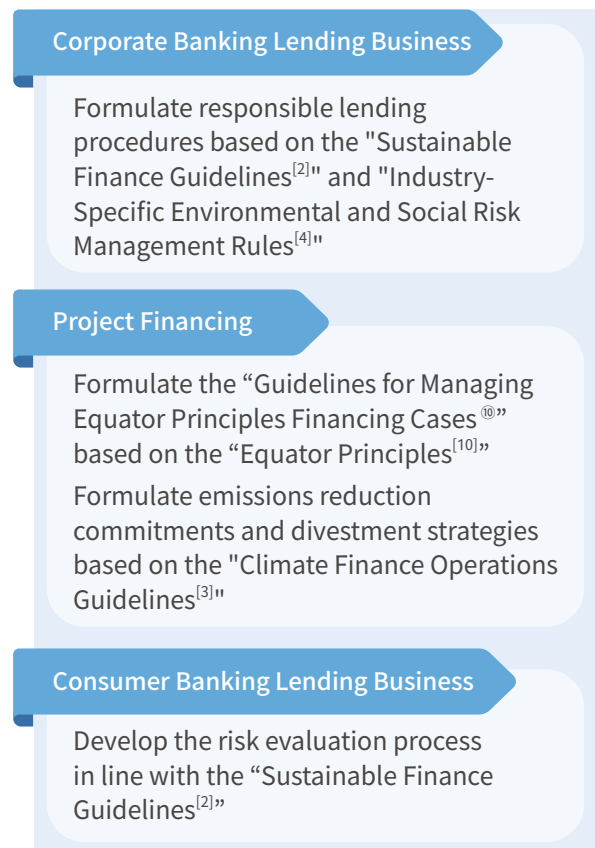 Corporate Banking Lending Business
Formulate responsible lending
procedures based on the "Sustainable
Finance Guidelines[2]" and "Industry-
Specific Environmental and Social Risk
Management Rules[4]"
Project Financing
Formulate the “Guidelines for Managing
Equator Principles Financing Cases⑩”
based on the “Equator Principles[10]”
Formulate emissions reduction
commitments and divestment strategies
based on the "Climate Finance Operations
Guidelines[3]"
Consumer Banking Lending Business
Develop the risk evaluation process
in line with the “Sustainable Finance
Guidelines[2]”